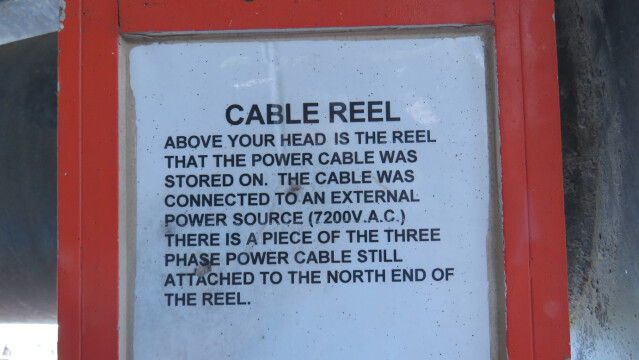 CABLE REEL
ABOVE YOUR HEAD IS THE REEL
THAT THE POWER CABLE WAS
STORED ON. THE CABLE WAS
CONNECTED TO AN EXTERNAL
POWER SOURCE (7200V.A.C.)
THERE IS A PIECE OF THE THREE
PHASE POWER CABLE STILL
ATTACHED TO THE NORTH END OF
THE REEL.